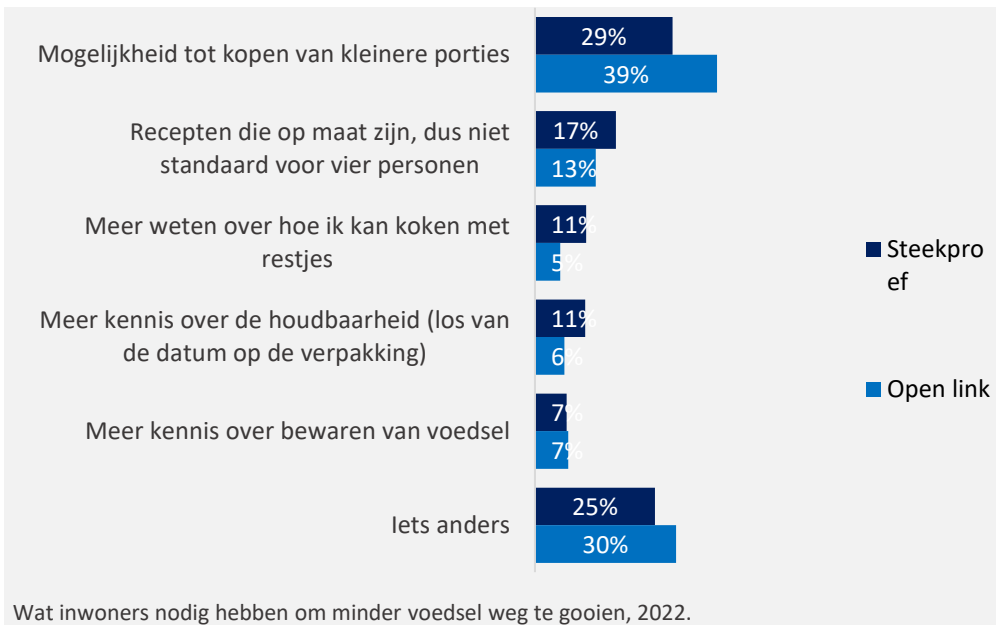 Mogelijkheid tot kopen van kleinere porties
29%
39%
Recepten die op maat zijn, dus niet
standaard voor vier personen
17%
13%
Meer weten over hoe ik kan koken met
restjes
11%
5%
Meer kennis over de houdbaarheid (los van
de datum op de verpakking)
11%
6%
Meer kennis over bewaren van voedsel
7%
7%
Iets anders
25%
30%
Steekpro
ef
Open link
Wat inwoners nodig hebben om minder voedsel weg te gooien, 2022.